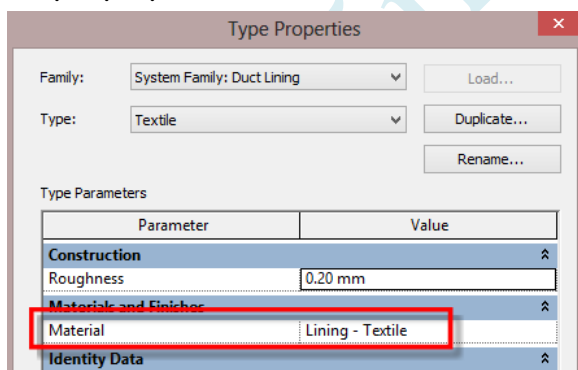 Type Properties
Family: System Family: Duct Lining Load...
Type: Textile Duplicate...
Rename...
Type Parameters
Parameter Value
Construction
Roughness 0.20 mm
Materials and Finishes
Material Lining - Textile
Identity Data